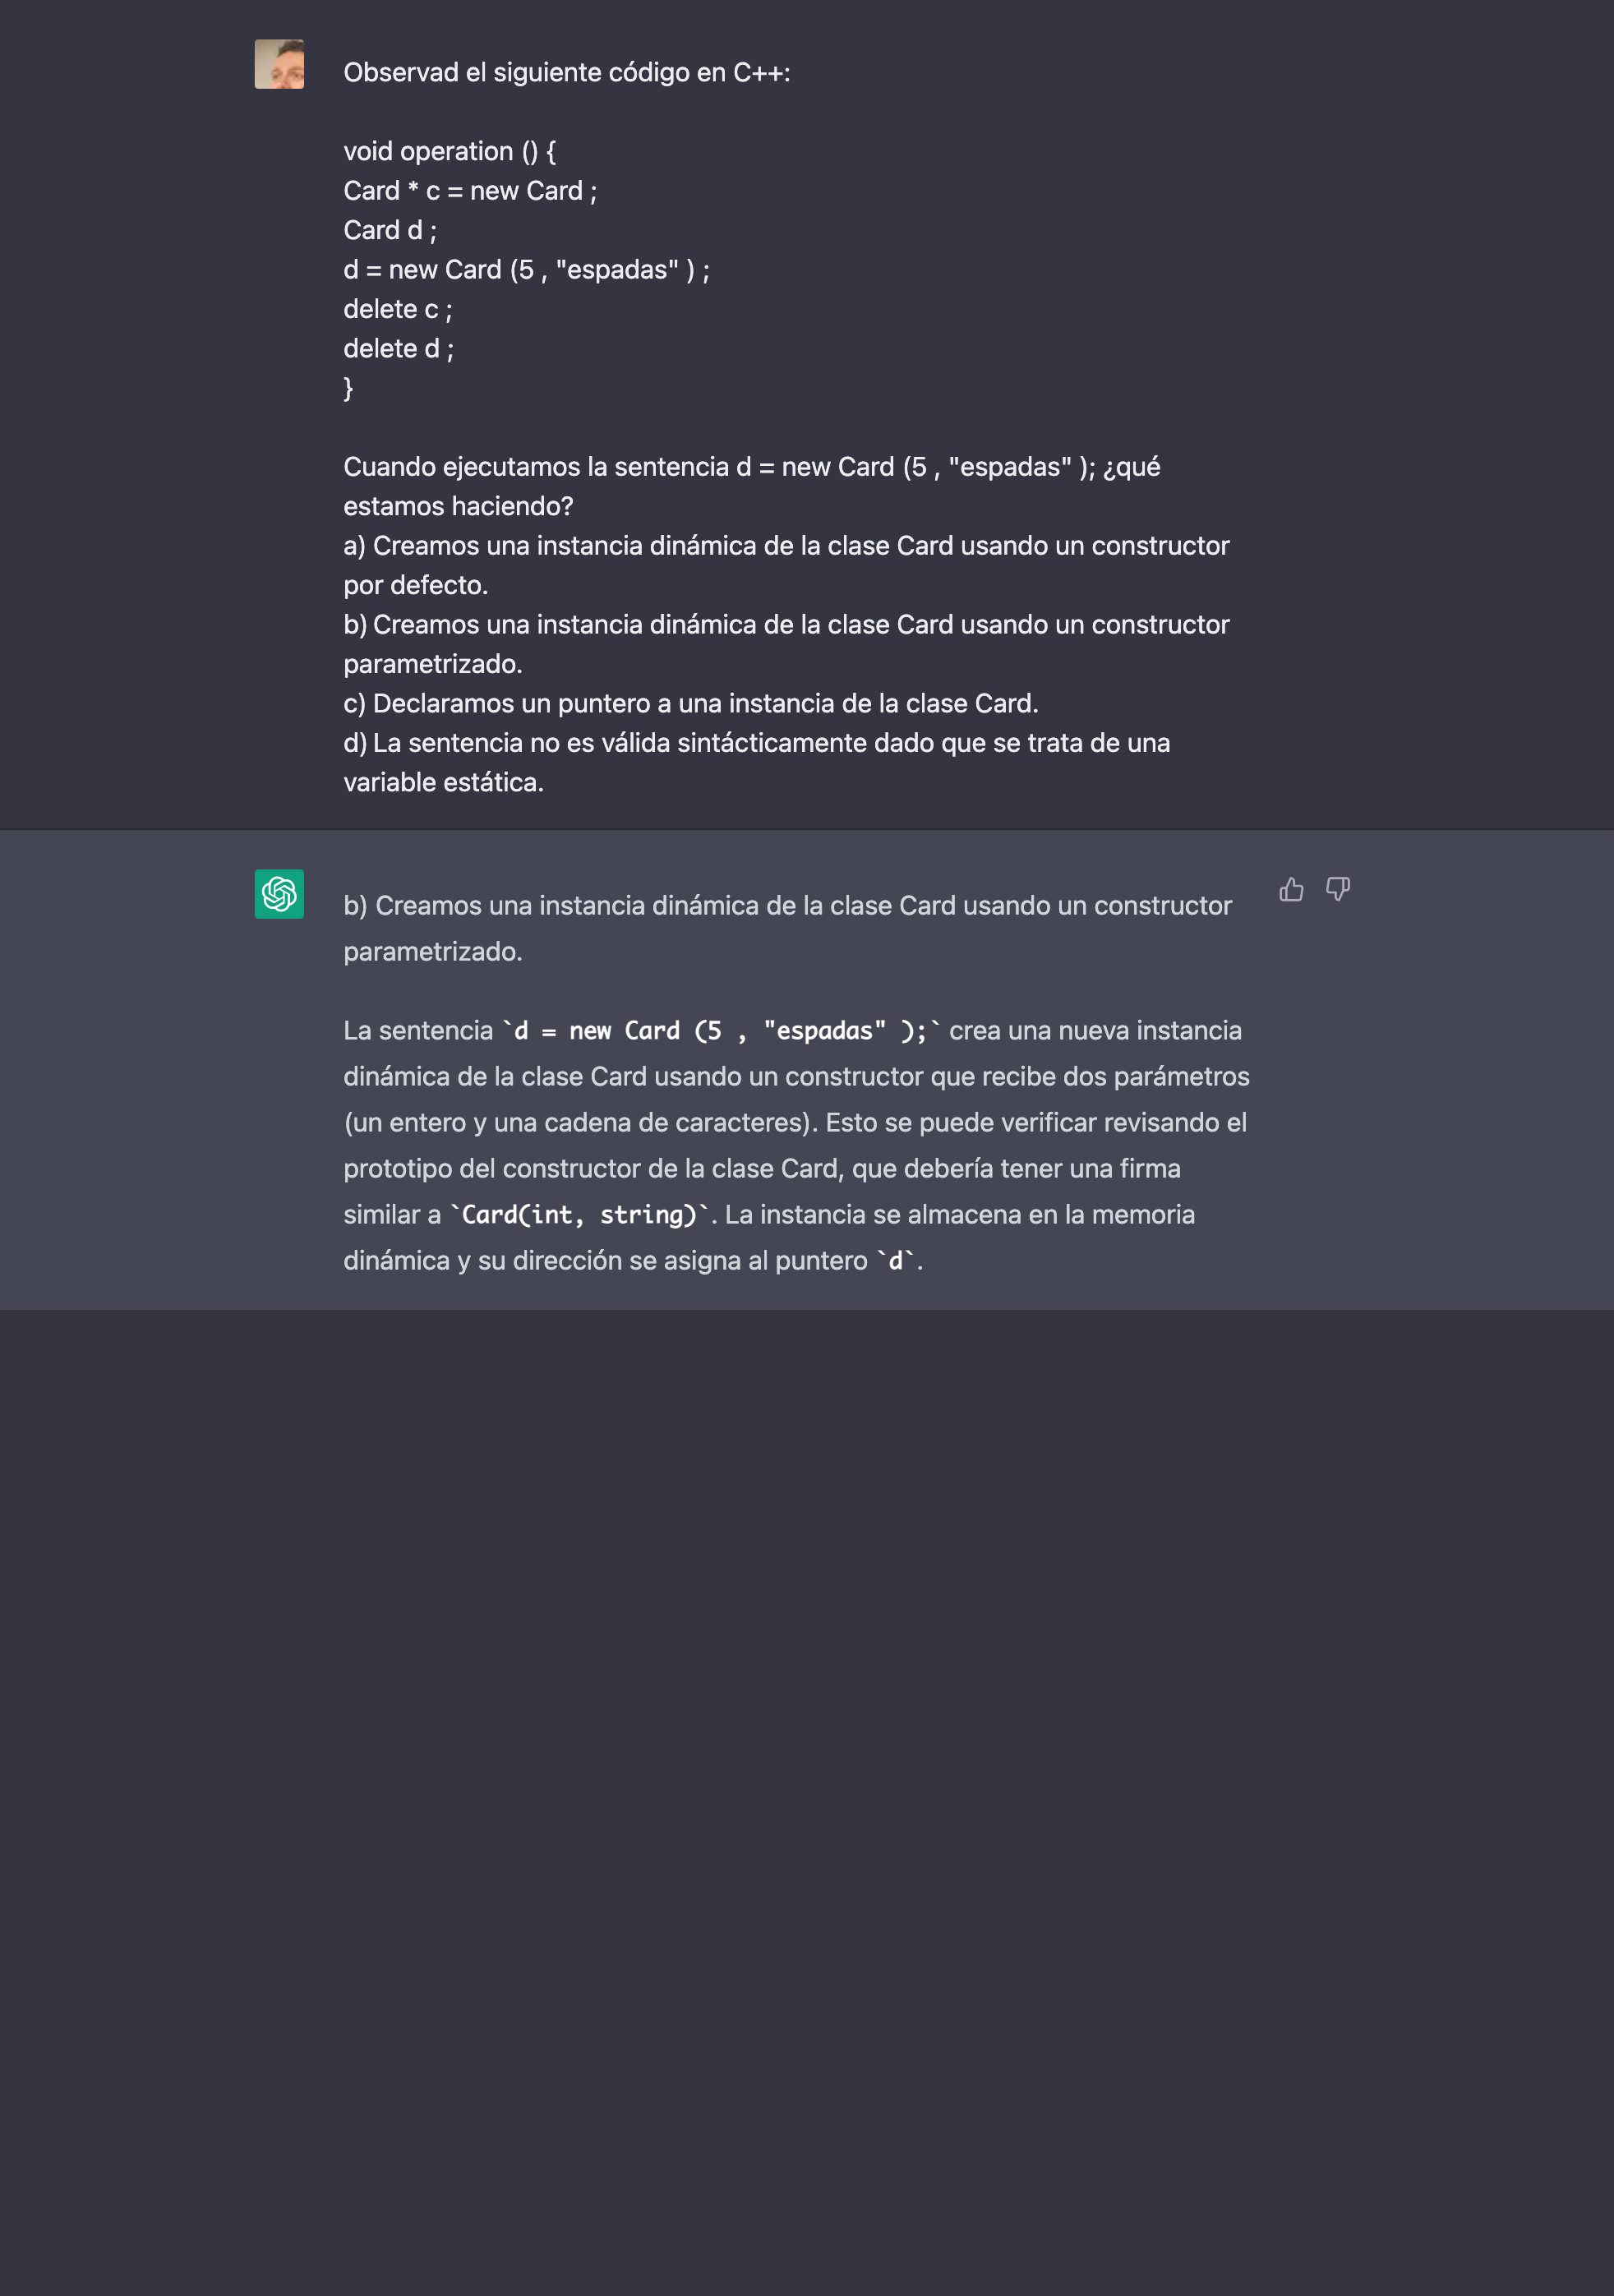 Observad el siguiente código en C++:
void operation () {
Card * c = new Card ;
Card d ;
d = new Card (5 , "espadas" ) ;
delete c ;
delete d ;
}
Cuando ejecutamos la sentencia d = new Card (5 , "espadas" ); ¿qué
estamos haciendo?
a) Creamos una instancia dinámica de la clase Card usando un constructor
por defecto.
b) Creamos una instancia dinámica de la clase Card usando un constructor
parametrizado.
c) Declaramos un puntero a una instancia de la clase Card.
d) La sentencia no es válida sintácticamente dado que se trata de una
variable estática.
b) Creamos una instancia dinámica de la clase Card usando un constructor
parametrizado.
La sentencia `d = new Card (5 , "espadas" );` crea una nueva instancia
dinámica de la clase Card usando un constructor que recibe dos parámetros
(un entero y una cadena de caracteres). Esto se puede verificar revisando el
prototipo del constructor de la clase Card, que debería tener una firma
similar a `Card(int, string)`. La instancia se almacena en la memoria
dinámica y su dirección se asigna al puntero `d`.